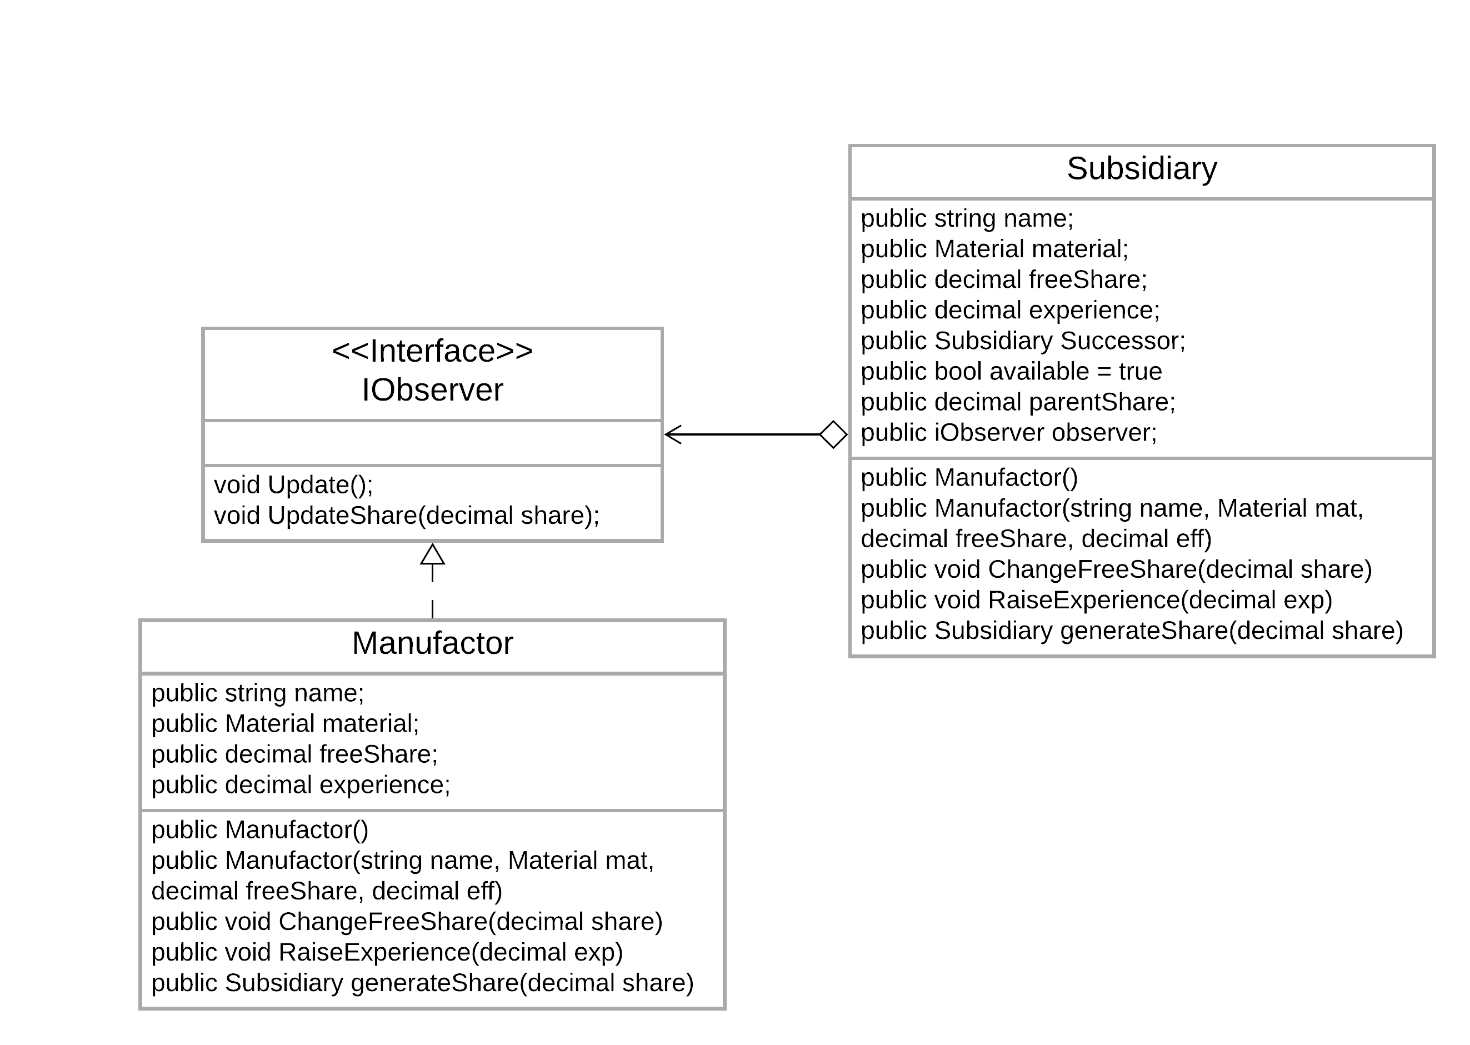 <<Interface>>
IObserver
void Update();
void UpdateShare(decimal share);
Manufactor
public string name;
public Material material;
public decimal freeShare;
public decimal experience;
public Manufactor()
public Manufactor(string name, Material mat,
decimal freeShare, decimal eff)
public void ChangeFreeShare(decimal share)
public void RaiseExperience(decimal exp)
public Subsidiary generateShare(decimal share)
Subsidiary
public string name;
public Material material;
public decimal freeShare;
public decimal experience;
public Subsidiary Successor;
public bool available = true
public decimal parentShare;
public iObserver observer;
public Manufactor()
public Manufactor(string name, Material mat,
decimal freeShare, decimal eff)
public void ChangeFreeShare(decimal share)
public void RaiseExperience(decimal exp)
public Subsidiary generateShare(decimal share)